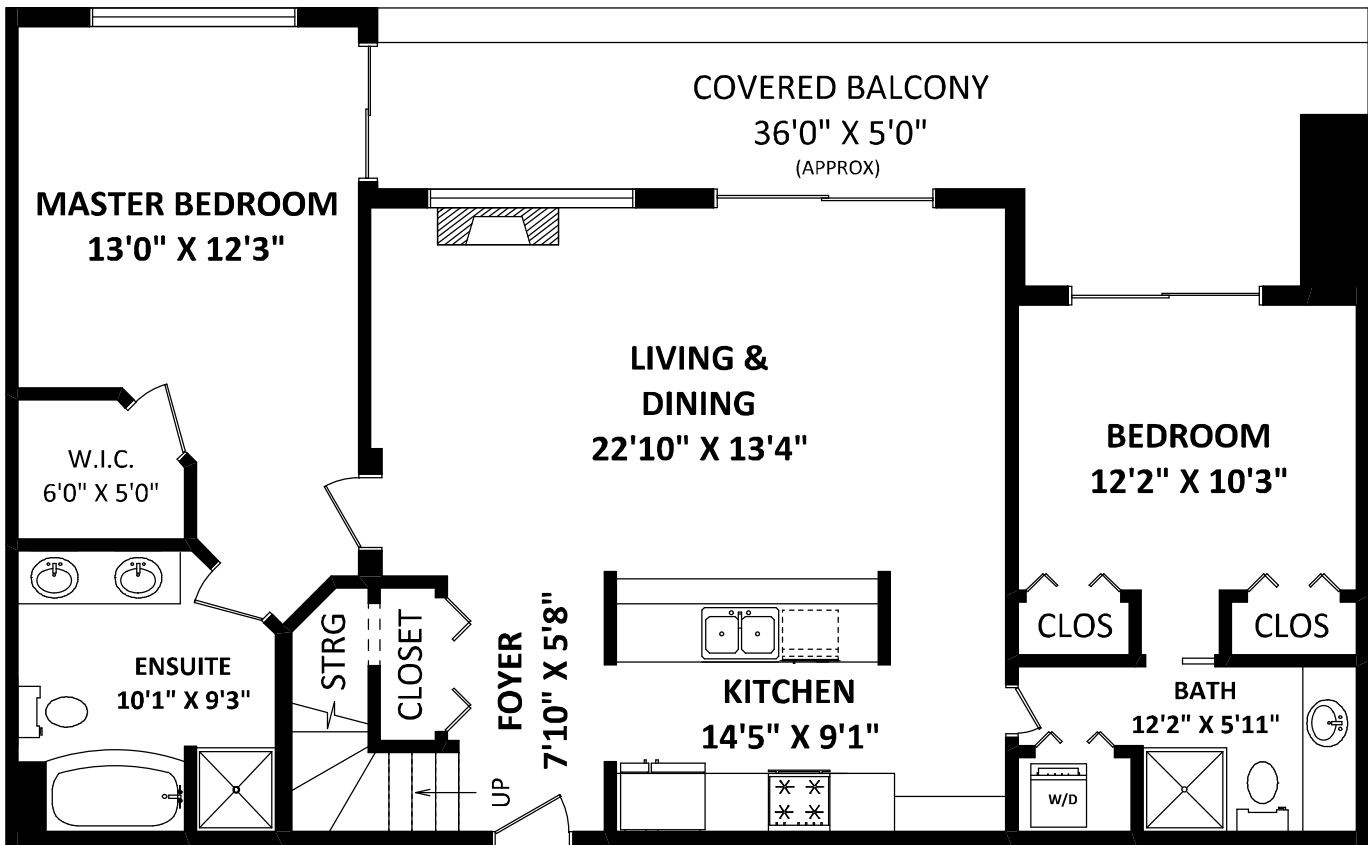 COVERED BALCONY
36'0" X 5'0"
(APPROX)
MASTER BEDROOM
13'0" X 12'3"
LIVING &
DINING
22'10" X 13'4"
BEDROOM
12'2" X 10'3"
W.I.C.
6'0" X 5'0"
ENSUITE
10'1" X 9'3"
STRG
CLOSET
FOYER
7'10" X 5'8"
UP
KITCHEN
14'5" X 9'1"
CLOS
CLOS
BATH
12'2" X 5'11"
W/D